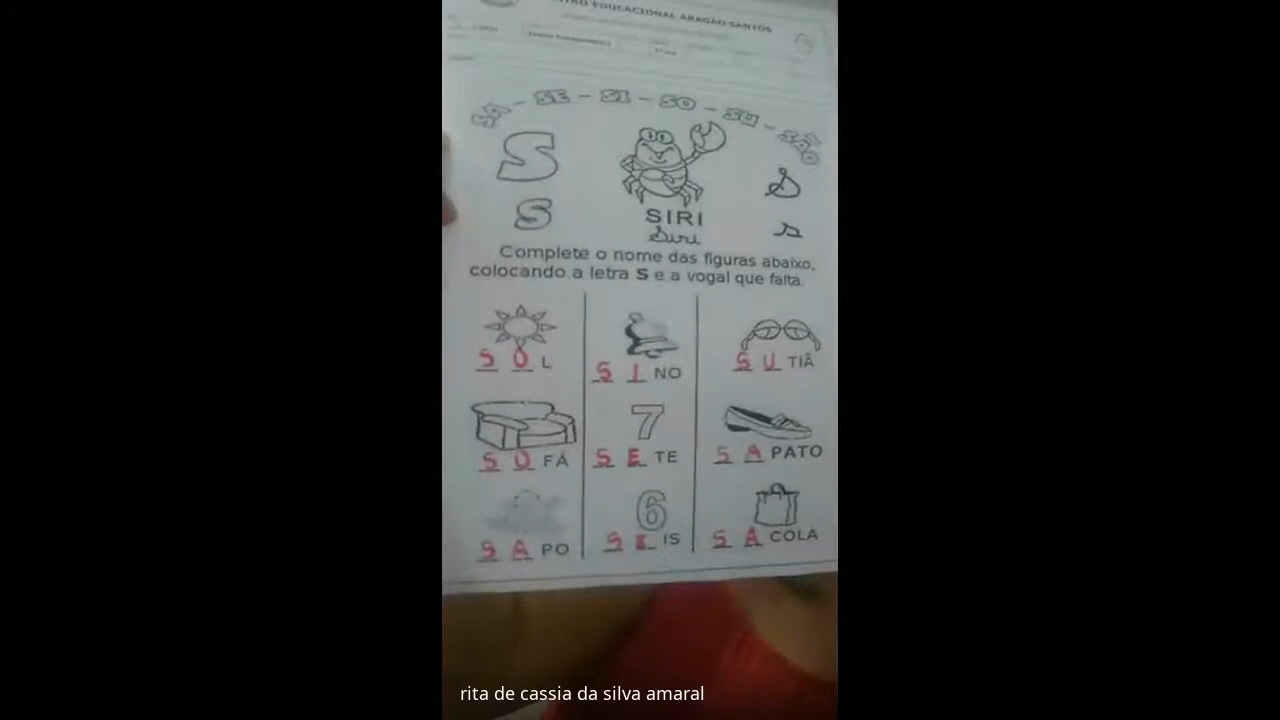 CENTRO EDUCACIONAL ARAGÃO SANTOS
SA - SE - SI - SO - SU - SÃO
S S
S s
SIRI
Siri
Complete o nome das figuras abaixo,
colocando a letra S e a vogal que falta.
S O L S I NO S U TIÃ
S O FÁ S E TE S A PATO
S A PO S E IS S A COLA
rita de cassia da silva amaral